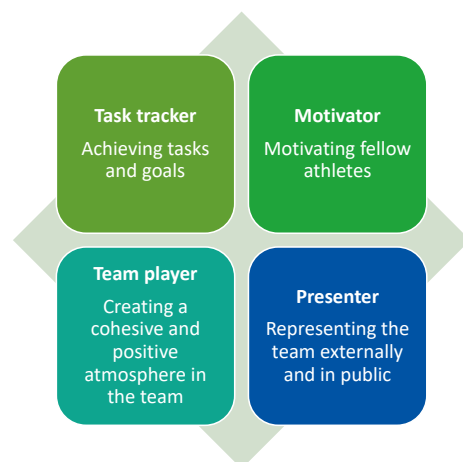 Task tracker
Achieving tasks
and goals
Motivator
Motivating fellow
athletes
Team player
Creating a
cohesive and
positive
atmosphere in
the team
Presenter
Representing the
team externally
and in public